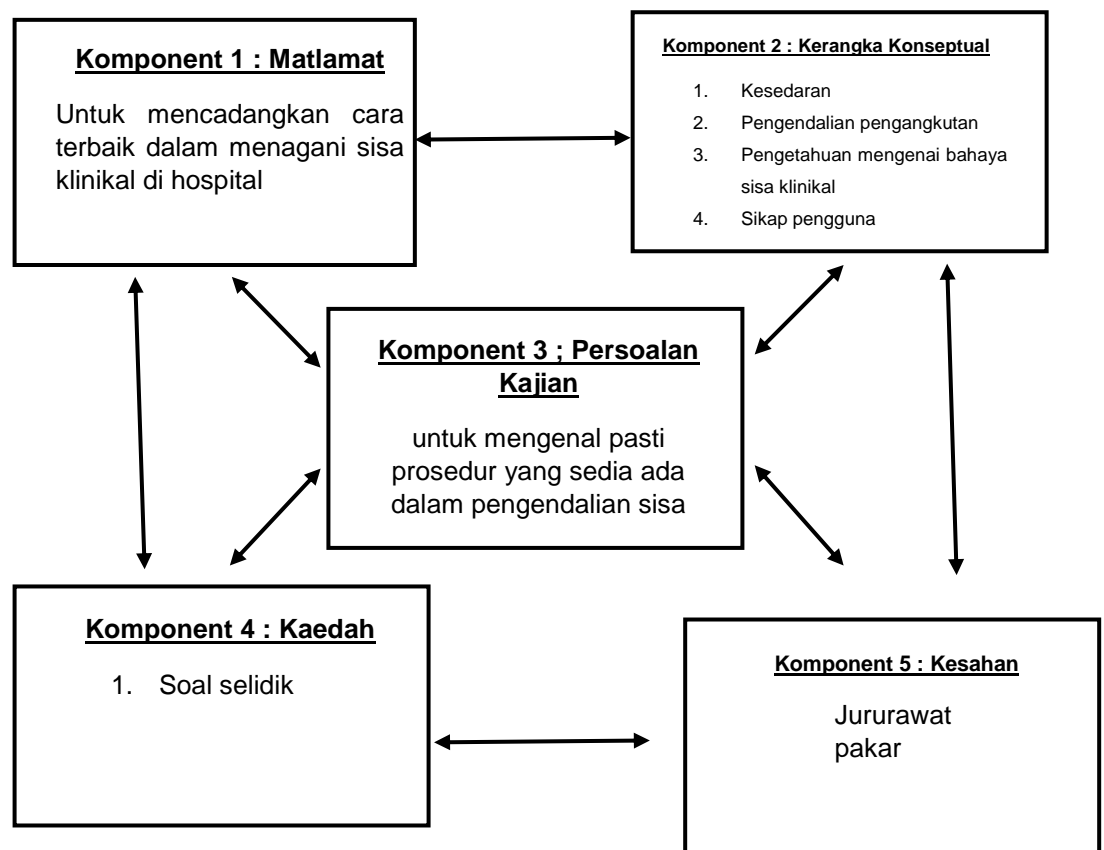 Komponent 1 : Matlamat
Untuk mencadangkan cara
terbaik dalam menagani sisa
klinikal di hospital
Komponent 2 : Kerangka Konseptual
1. Kesedaran
2. Pengendalian pengangkutan
3. Pengetahuan mengenai bahaya
sisa klinikal
4. Sikap pengguna
Komponent 3 ; Persoalan
Kajian
untuk mengenal pasti
prosedur yang sedia ada
dalam pengendalian sisa
Komponent 4 : Kaedah
1. Soal selidik
Komponent 5 : Kesahan
Jururawat
pakar